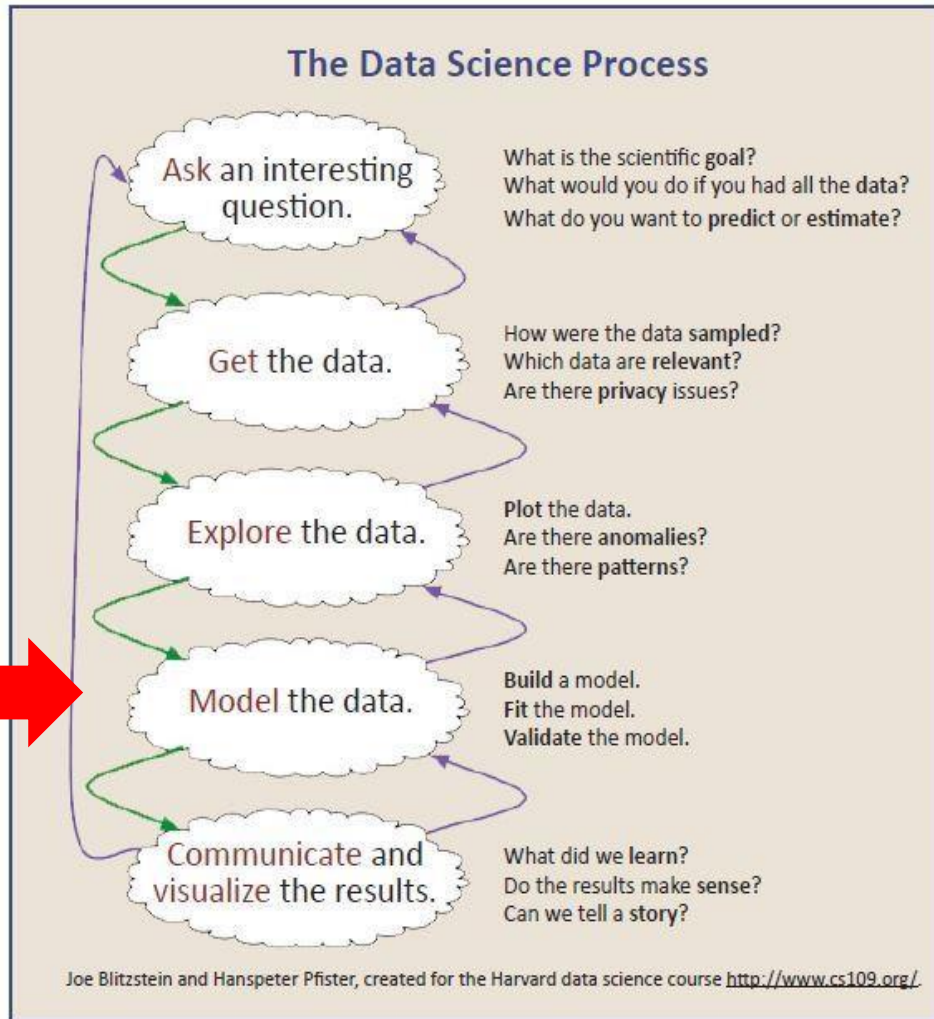 The Data Science Process
Ask an interesting
question.
What is the scientific goal?
What would you do if you had all the data?
What do you want to predict or estimate?
Get the data.
How were the data sampled?
Which data are relevant?
Are there privacy issues?
Explore the data.
Plot the data.
Are there anomalies?
Are there patterns?
Model the data.
Build a model.
Fit the model.
Validate the model.
Communicate and
visualize the results.
What did we learn?
Do the results make sense?
Can we tell a story?
Joe Blitzstein and Hanspeter Pfister, created for the Harvard data science course http://www.cs109.org/.